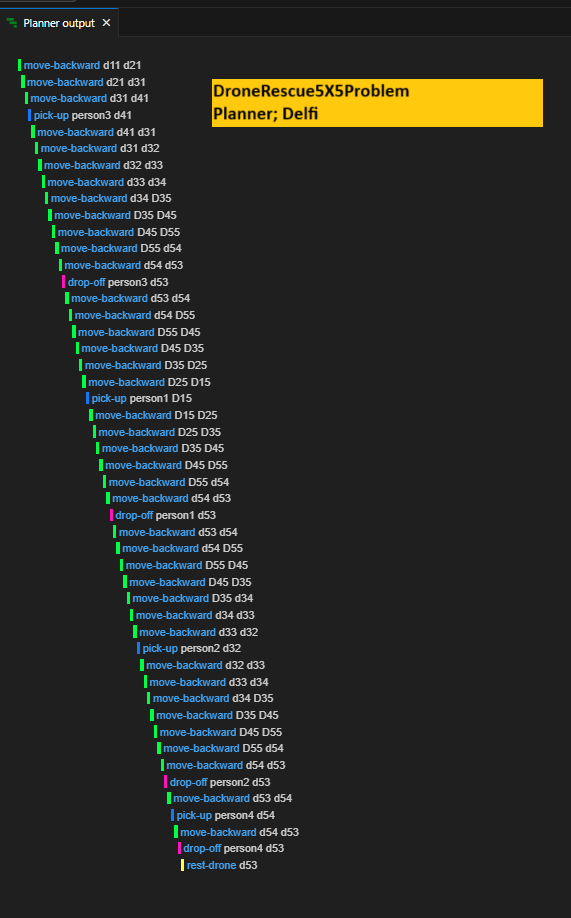 Planner output ×
DroneRescue5X5Problem
Planner; Delfi
move-backward d11 d21
move-backward d21 d31
move-backward d31 d41
pick-up person3 d41
move-backward d41 d31
move-backward d31 d32
move-backward d32 d33
move-backward d33 d34
move-backward d34 D35
move-backward D35 D45
move-backward D45 D55
move-backward D55 d54
move-backward d54 d53
drop-off person3 d53
move-backward d53 d54
move-backward d54 D55
move-backward D55 D45
move-backward D45 D35
move-backward D35 D25
move-backward D25 D15
pick-up person1 D15
move-backward D15 D25
move-backward D25 D35
move-backward D35 D45
move-backward D45 D55
move-backward D55 d54
move-backward d54 d53
drop-off person1 d53
move-backward d53 d54
move-backward d54 D55
move-backward D55 D45
move-backward D45 D35
move-backward D35 d34
move-backward d34 d33
move-backward d33 d32
pick-up person2 d32
move-backward d32 d33
move-backward d33 d34
move-backward d34 D35
move-backward D35 D45
move-backward D45 D55
move-backward D55 d54
move-backward d54 d53
drop-off person2 d53
move-backward d53 d54
pick-up person4 d54
move-backward d54 d53
drop-off person4 d53
rest-drone d53